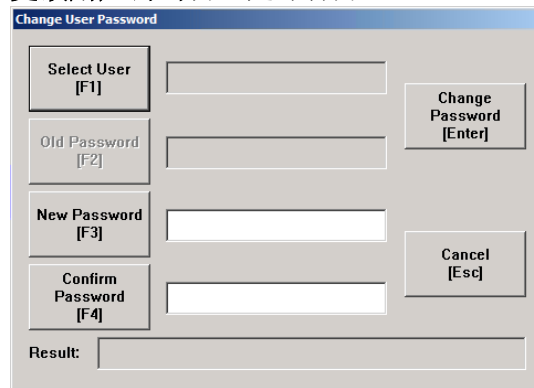 Change User Password
Select User
[F1]
Change
Password
[Enter]
Old Password
[F2]
New Password
[F3]
Cancel
[Esc]
Confirm
Password
[F4]
Result: